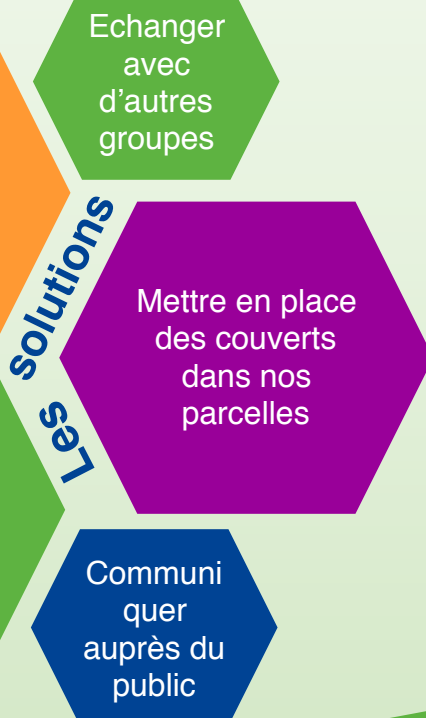 Echanger
avec
d’autres
groupes
Les solutions
Mettre en place
des couverts
dans nos
parcelles
Communi
quer
auprès du
public